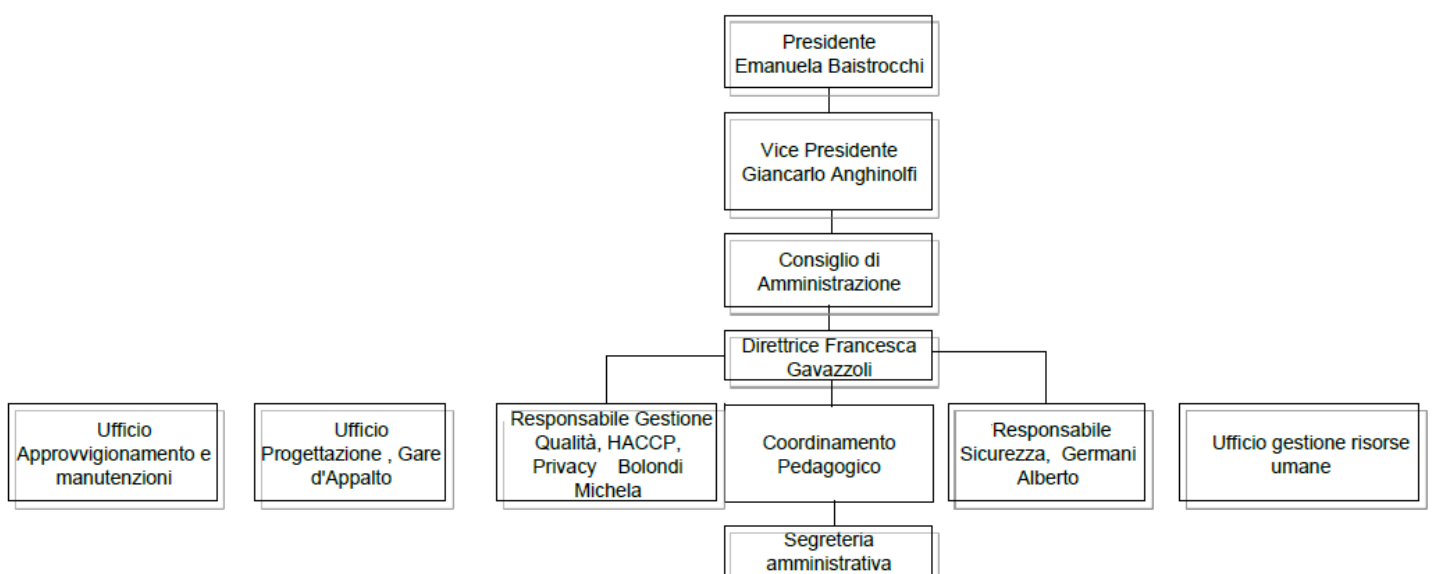 Presidente
Emanuela Baistrocchi
Vice Presidente
Giancarlo Anghinolfi
Consiglio di
Amministrazione
Direttrice Francesca
Gavazzoli
Ufficio
Approvvigionamento e
manutenzioni
Ufficio
Progettazione , Gare
d'Appalto
Responsabile Gestione
Qualità, HACCP,
Privacy Bolondi
Michela
Coordinamento
Pedagogico
Responsabile
Sicurezza, Germani
Alberto
Ufficio gestione risorse
umane
Segreteria
amministrativa